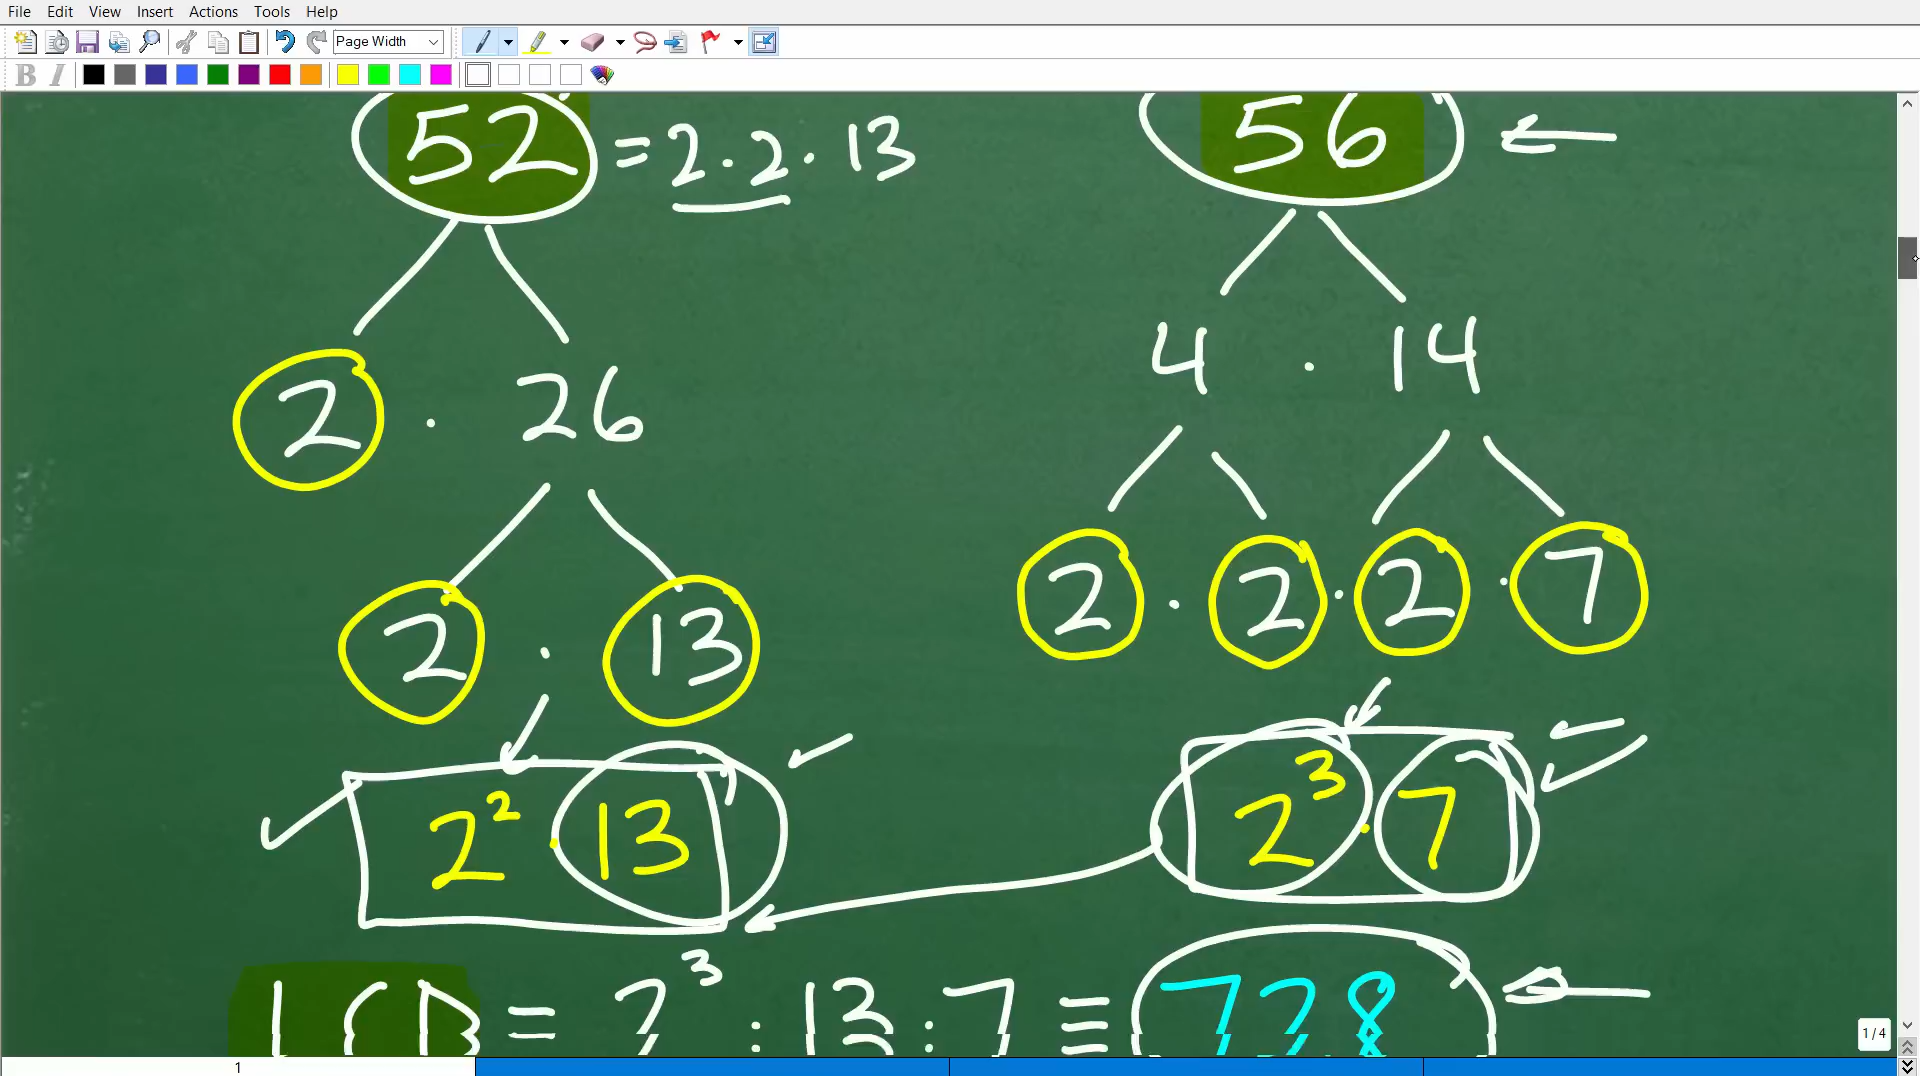 File Edit View Insert Actions Tools Help
Page Width
B I
52 = 2 · 2 · 13
56
2 · 26
4 · 14
2 · 13
2 · 2 · 2 · 7
2² · 13
2³ · 7
LCD = 2³ · 13 · 7 = 728
1 / 4
1